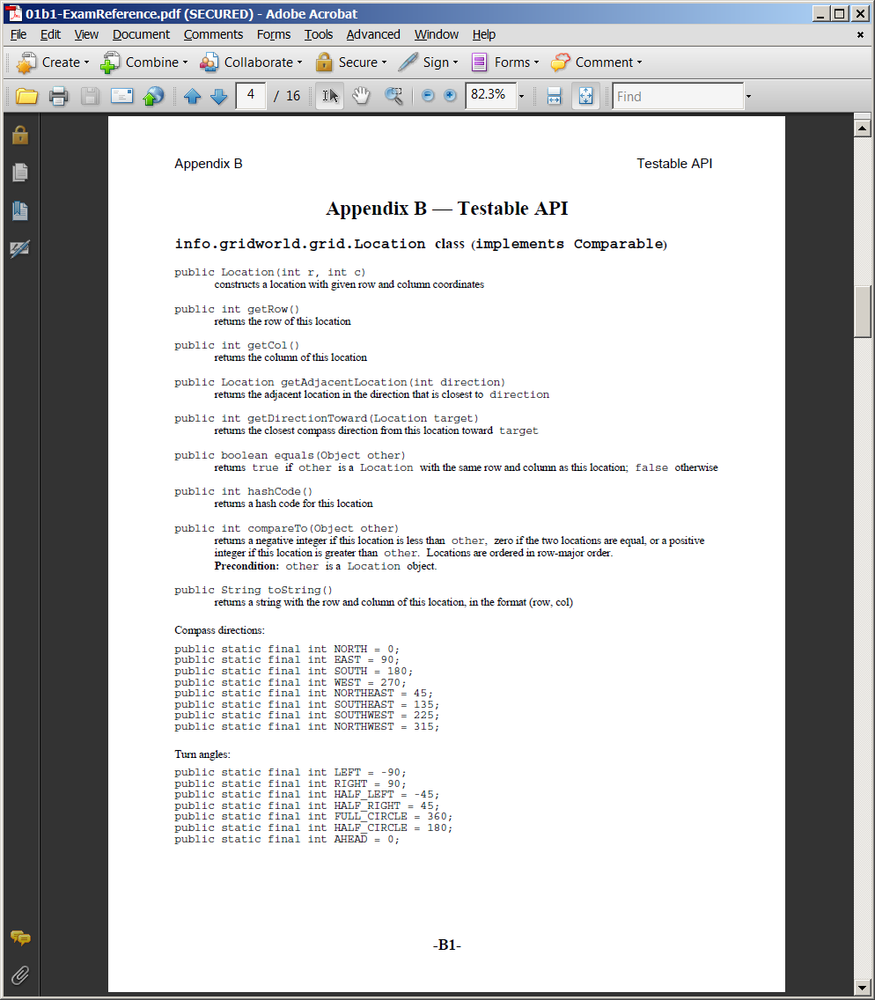 01b1-ExamReference.pdf (SECURED) - Adobe Acrobat
File Edit View Document Comments Forms Tools Advanced Window Help
Create Combine Collaborate Secure Sign Forms Comment
4 / 16 82.3% Find
Appendix B Testable API
Appendix B — Testable API
info.gridworld.grid.Location class (implements Comparable)
public Location(int r, int c)
constructs a location with given row and column coordinates
public int getRow()
returns the row of this location
public int getCol()
returns the column of this location
public Location getAdjacentLocation(int direction)
returns the adjacent location in the direction that is closest to direction
public int getDirectionToward(Location target)
returns the closest compass direction from this location toward target
public boolean equals(Object other)
returns true if other is a Location with the same row and column as this location; false otherwise
public int hashCode()
returns a hash code for this location
public int compareTo(Object other)
returns a negative integer if this location is less than other, zero if the two locations are equal, or a positive
integer if this location is greater than other. Locations are ordered in row-major order.
Precondition: other is a Location object.
public String toString()
returns a string with the row and column of this location, in the format (row, col)
Compass directions:
public static final int NORTH = 0;
public static final int EAST = 90;
public static final int SOUTH = 180;
public static final int WEST = 270;
public static final int NORTHEAST = 45;
public static final int SOUTHEAST = 135;
public static final int SOUTHWEST = 225;
public static final int NORTHWEST = 315;
Turn angles:
public static final int LEFT = -90;
public static final int RIGHT = 90;
public static final int HALF_LEFT = -45;
public static final int HALF_RIGHT = 45;
public static final int FULL_CIRCLE = 360;
public static final int HALF_CIRCLE = 180;
public static final int AHEAD = 0;
-B1-